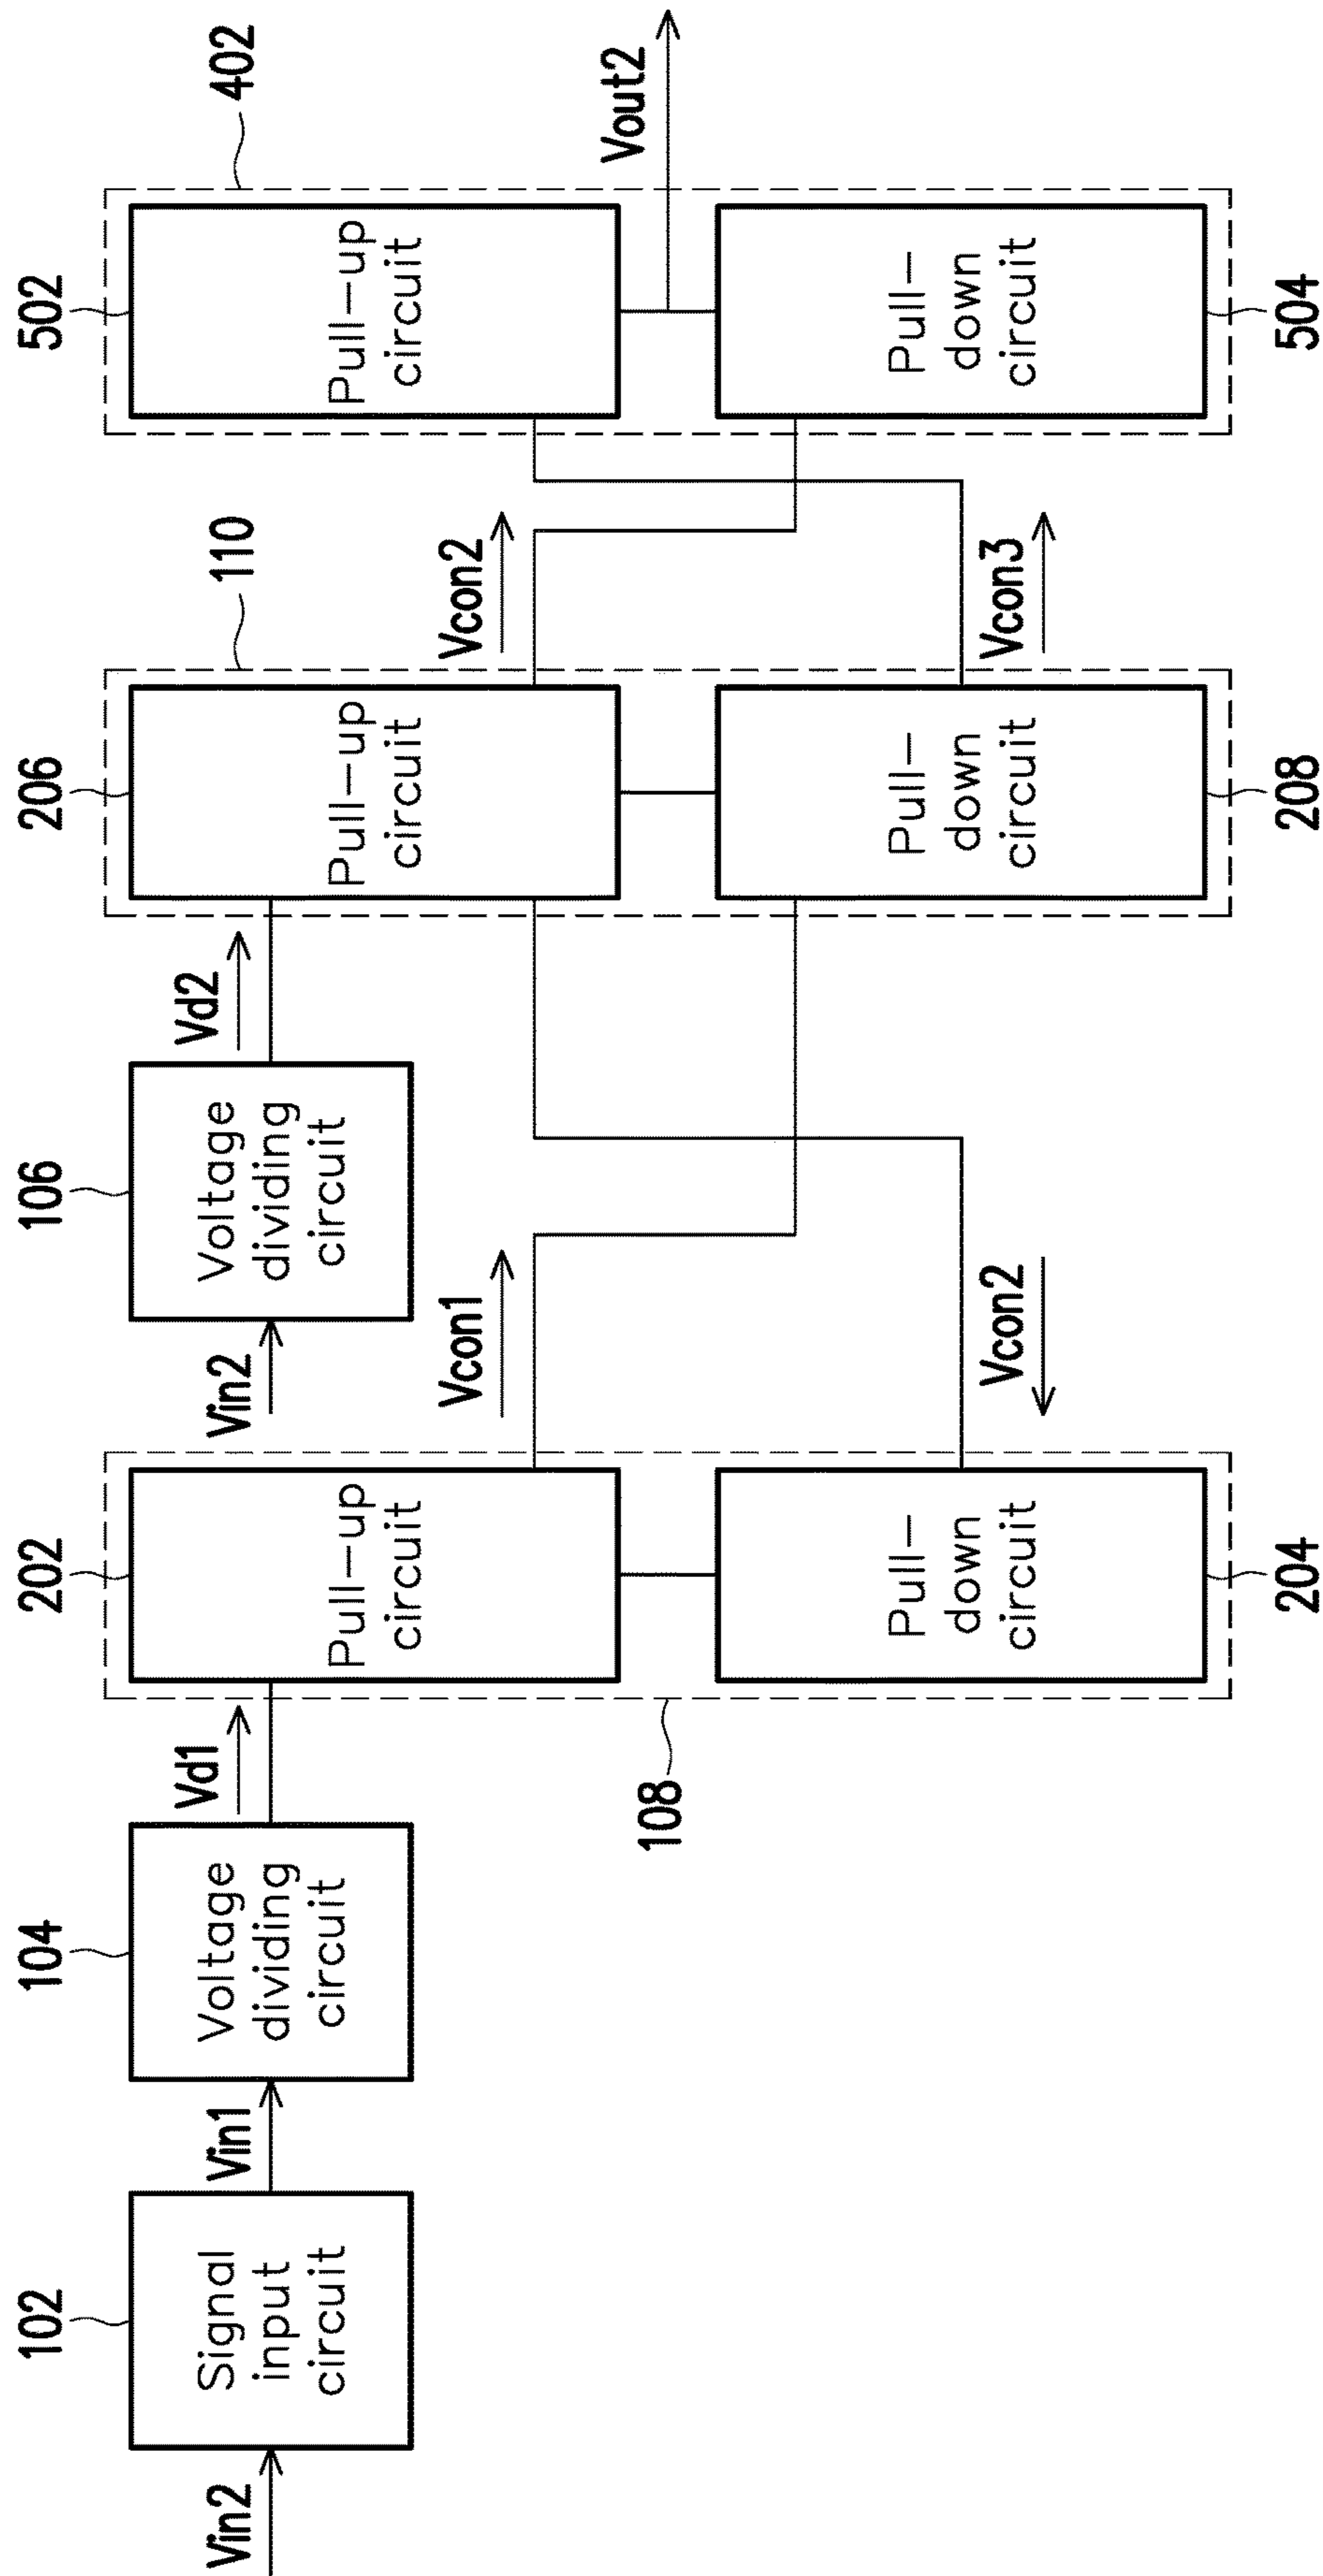 502
402
Pull-up
circuit
Vout2
Pull-
down
circuit
504
206
110
Pull-up
circuit
Vcon2
Pull-
down
circuit
Vcon3
208
106
Voltage
dividing
circuit
Vin2
Vd2
Vcon1
Vcon2
202
Pull-up
circuit
Pull-
down
circuit
204
108
Vd1
104
Voltage
dividing
circuit
Vin1
102
Signal
input
circuit
Vin2